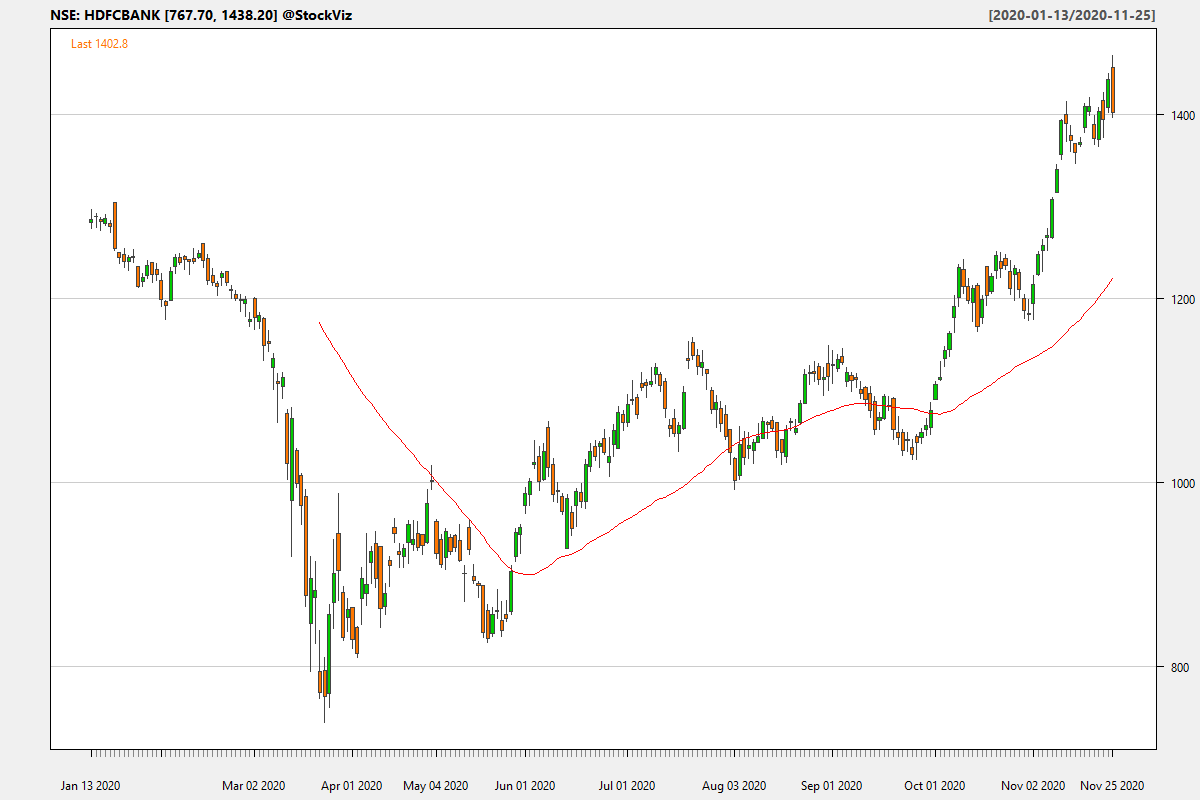 NSE: HDFCBANK [767.70, 1438.20] @StockViz [2020-01-13/2020-11-25]
Last 1402.8
1400
1200
1000
800
Jan 13 2020 Mar 02 2020 Apr 01 2020 May 04 2020 Jun 01 2020 Jul 01 2020 Aug 03 2020 Sep 01 2020 Oct 01 2020 Nov 02 2020 Nov 25 2020